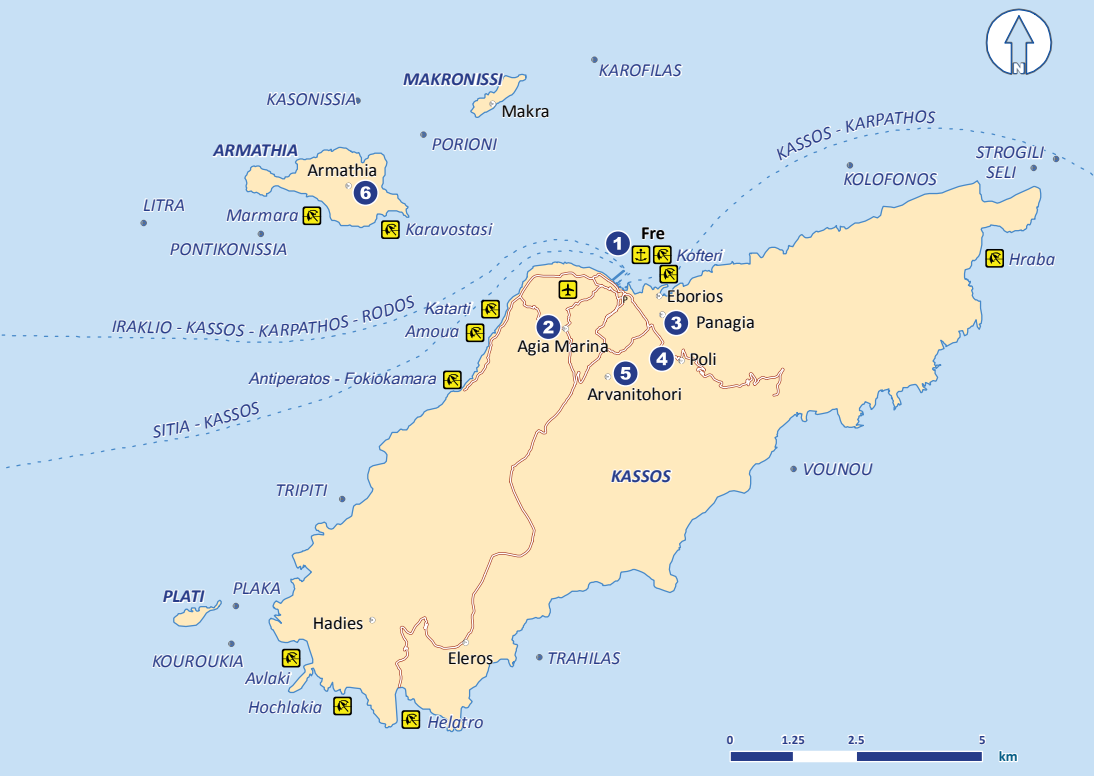 N
KAROFILAS
MAKRONISSI
KASONISSIA
Makra
KASSOS - KARPATHOS
PORIONI
ARMATHIA
STROGILI
Armathia
SELI
KOLOFONOS
6
LITRA
Marmara
Karavostasi
PONTIKONISSIA
1
Fre
Kofteri
Hraba
Eborios
P
IRAKLIO - KASSOS - KARPATHOS - RODOS
Katarti
Amoua
2
3
Panagia
Agia Marina
4
Poli
5
Antiperatos - Fokiokamara
Arvanitohori
SITIA - KASSOS
KASSOS
VOUNOU
TRIPITI
PLATI
PLAKA
Hadies
KOUROUKIA
Eleros
TRAHILAS
Avlaki
Hochlakia
Helatro
0
1.25
2.5
5
km